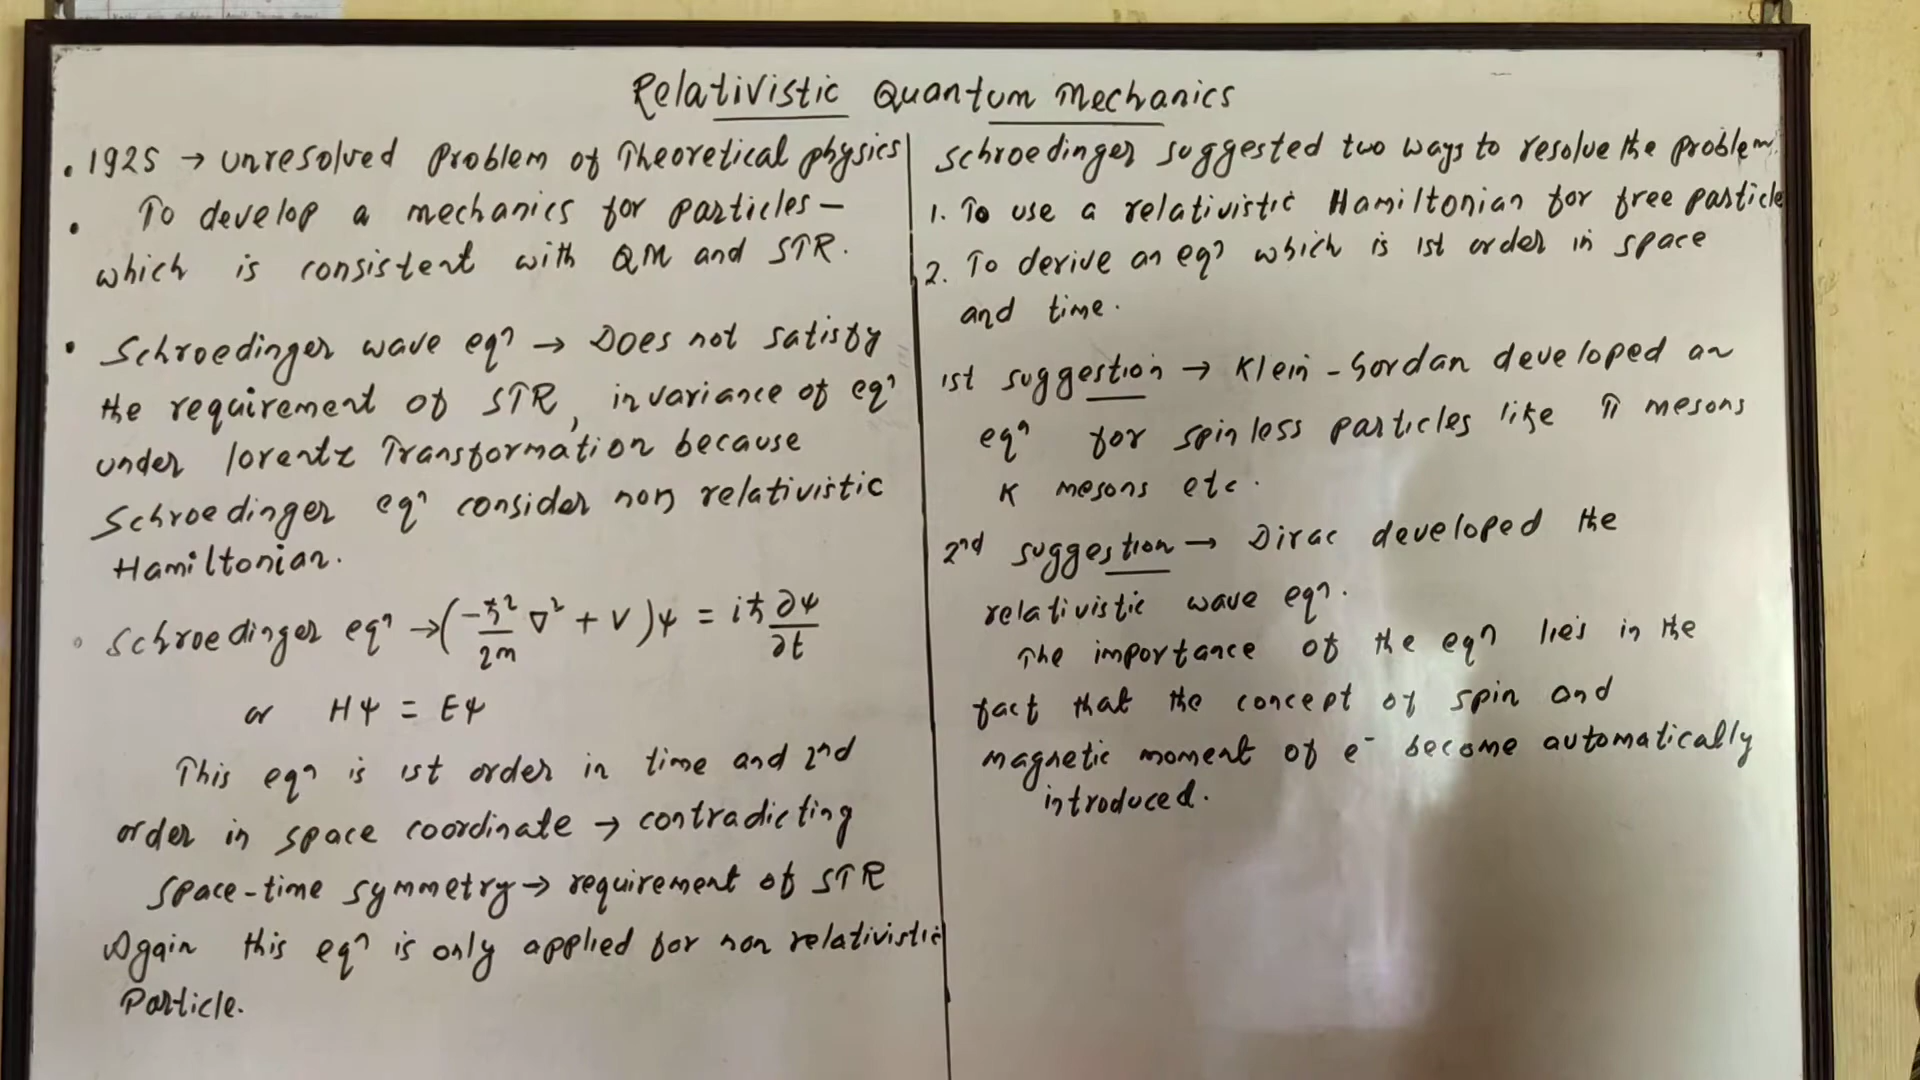 Relativistic Quantum Mechanics
• 1925 → unresolved problem of Theoretical physics
• To develop a mechanics for particles –
which is consistent with QM and STR.
• Schroedinger wave eqn → Does not satisfy
the requirement of STR, invariance of eqn
under lorentz Transformation because
Schroedinger eqn consider non relativistic
Hamiltonian.
• Schroedinger eqn → (-ħ²/2m ∇² + V)ψ = iħ ∂ψ/∂t
or Hψ = Eψ
This eqn is 1st order in time and 2nd
order in space coordinate → contradicting
space-time symmetry → requirement of STR
Again this eqn is only applied for non relativistic
Particle.
Schroedinger suggested two ways to resolve the problem.
1. To use a relativistic Hamiltonian for free particle
2. To derive an eqn which is 1st order in space
and time.
1st suggestion → Klein - Gordan developed an
eqn for spinless particles like π mesons
K mesons etc.
2nd suggestion → Dirac developed the
relativistic wave eqn.
The importance of the eqn lies in the
fact that the concept of spin and
magnetic moment of e⁻ become automatically
introduced.